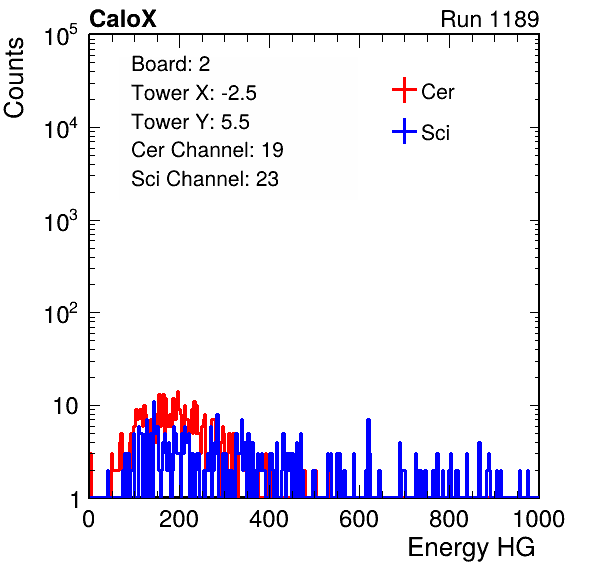 CaloX Run 1189
Counts
10^5
10^4
10^3
10^2
10
1
Board: 2
Tower X: -2.5
Tower Y: 5.5
Cer Channel: 19
Sci Channel: 23
Cer
Sci
0 200 400 600 800 1000
Energy HG